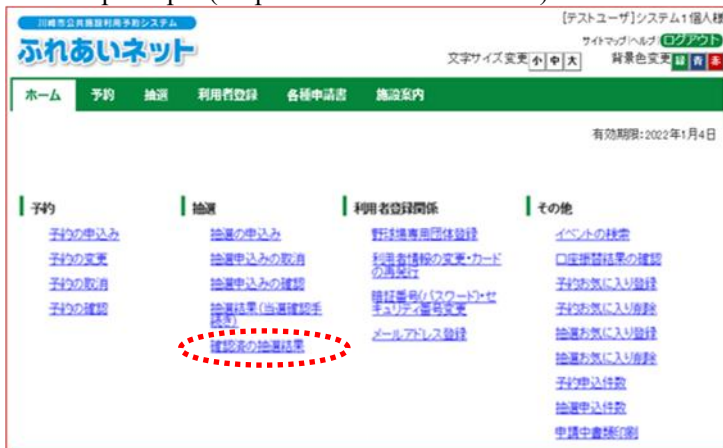 川崎市公共施設利用予約システム
ふれあいネット
[テストユーザ]システム1個人様
サイトマップ|ヘルプ|ログアウト
文字サイズ変更 小 中 大 背景色変更 緑 青 赤
ホーム 予約 抽選 利用者登録 各種申請書 施設案内
有効期限:2022年1月4日
予約
予約の申込み
予約の変更
予約の取消
予約の確認
抽選
抽選の申込み
抽選申込みの取消
抽選申込みの確認
抽選結果(当選確認手
続き)
確認済の抽選結果
利用者登録関係
野球場専用団体登録
利用者情報の変更・カード
の再発行
暗証番号(パスワード)・セ
キュリティ番号変更
メールアドレス登録
その他
イベントの検索
口座振替結果の確認
予約お気に入り登録
予約お気に入り削除
抽選お気に入り登録
抽選お気に入り削除
予約申込件数
抽選申込件数
申請中書類印刷